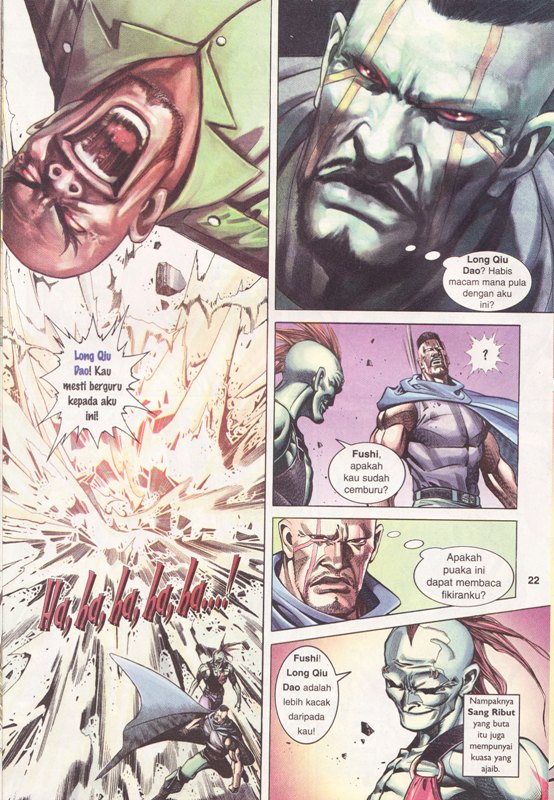 Long Qiu
Dao! Kau
mesti berguru
kepada aku
ini!
Ha, ha, ha, ha, ha....!
Long Qiu
Dao? Habis
macam mana pula
dengan aku
ini?
?
Fushi,
apakah
kau sudah
cemburu?
Apakah
puaka ini
dapat membaca
fikiranku?
22
Fushi!
Long Qiu
Dao adalah
lebih kacak
daripada
kau!
Nampaknya
Sang Ribut
yang buta
itu juga
mempunyai
kuasa yang
ajaib.